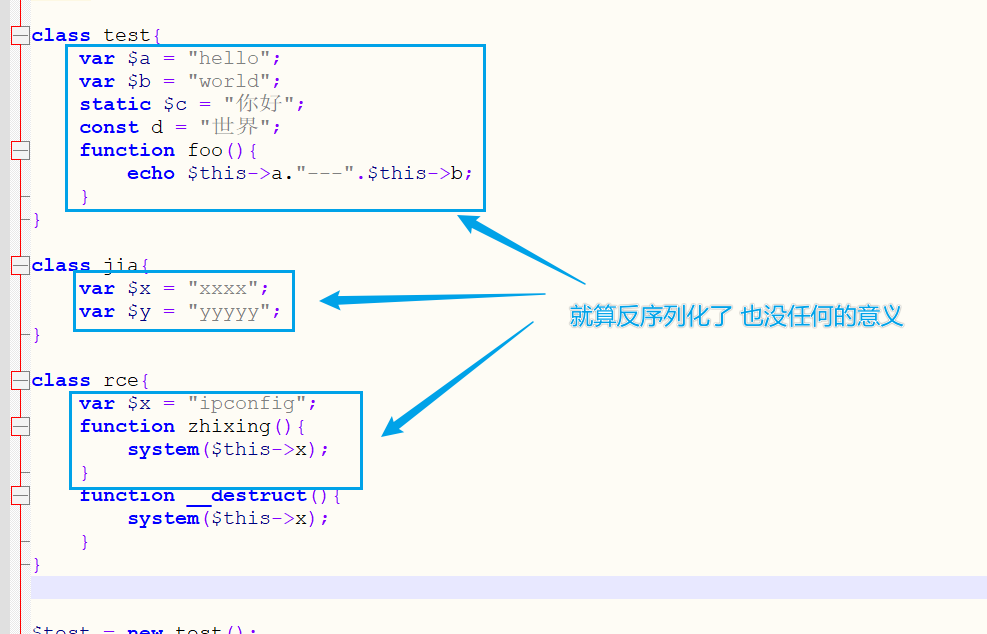 class test{
var $a = "hello";
var $b = "world";
static $c = "你好";
const d = "世界";
function foo(){
echo $this->a."---".$this->b;
}
}
class jia{
var $x = "xxxx";
var $y = "yyyyy";
}
就算反序列化了 也没任何的意义
class rce{
var $x = "ipconfig";
function zhixing(){
system($this->x);
}
function __destruct(){
system($this->x);
}
}
$test = new test();